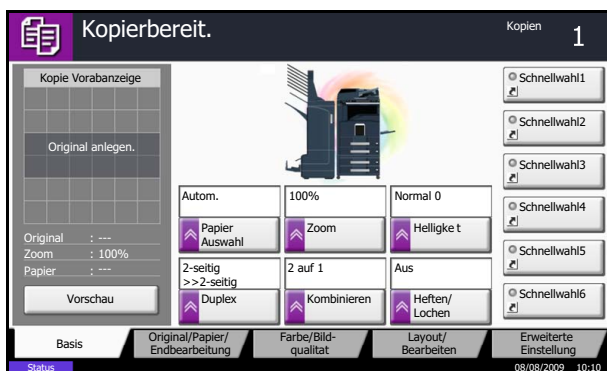 Kopierbereit.
Kopien
1
Kopie Vorabanzeige
Original anlegen.
Original : ---
Zoom : 100%
Papier : ---
Vorschau
Autom.
100%
Normal 0
Papier
Auswahl
Zoom
Helligke t
2-seitig
>>2-seitig
2 auf 1
Aus
Duplex
Kombinieren
Heften/
Lochen
Schnellwahl1
Schnellwahl2
Schnellwahl3
Schnellwahl4
Schnellwahl5
Schnellwahl6
Basis
Original/Papier/
Endbearbeitung
Farbe/Bild-
qualitat
Layout/
Bearbeiten
Erweiterte
Einstellung
Status
08/08/2009 10:10